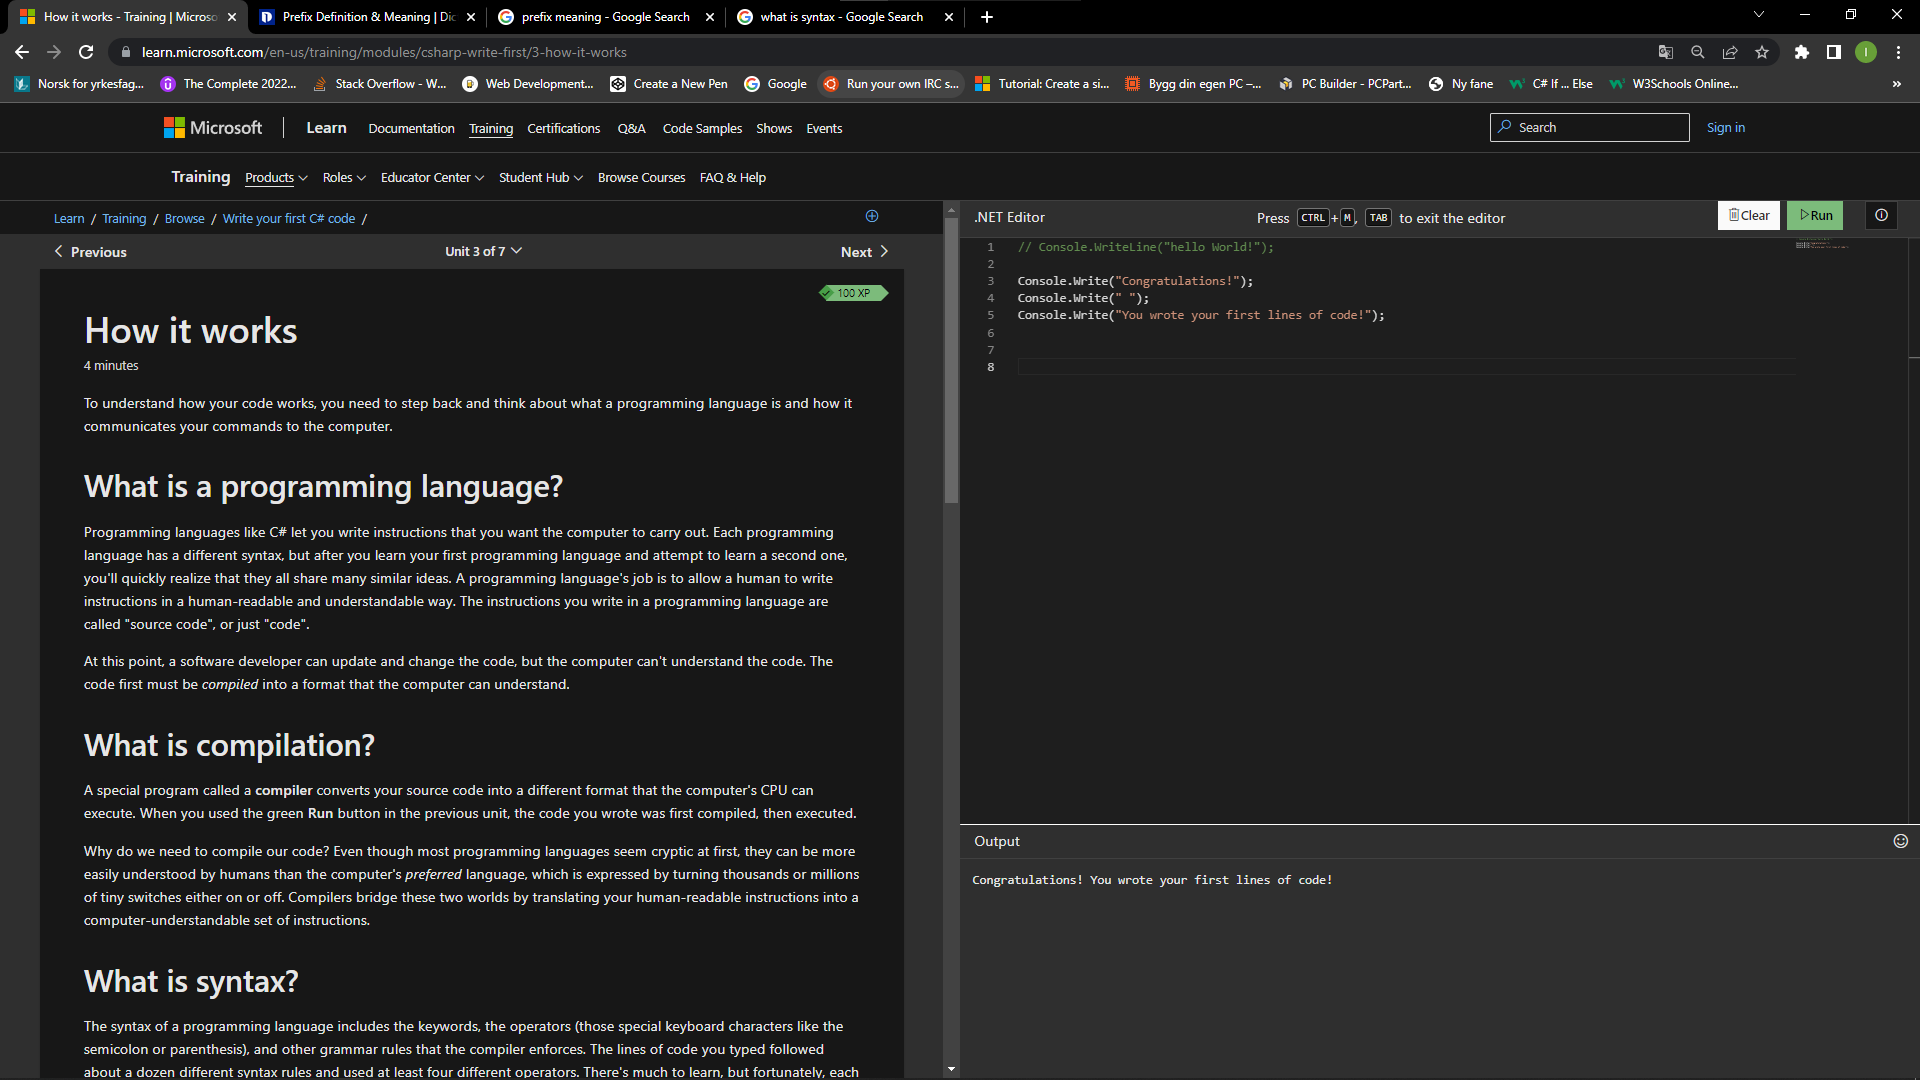 How it works - Training | Microso
Prefix Definition & Meaning | Dic
prefix meaning - Google Search
what is syntax - Google Search
learn.microsoft.com/en-us/training/modules/csharp-write-first/3-how-it-works
I
Norsk for yrkesfag...
The Complete 2022...
Stack Overflow - W...
Web Development...
Create a New Pen
Google
Run your own IRC s...
Tutorial: Create a si...
Bygg din egen PC –...
PC Builder - PCPart...
Ny fane
C# If ... Else
W3Schools Online...
»
Microsoft
Learn
Documentation
Training
Certifications
Q&A
Code Samples
Shows
Events
Search
Sign in
Training
Products
Roles
Educator Center
Student Hub
Browse Courses
FAQ & Help
Learn / Training / Browse / Write your first C# code /
Previous
Unit 3 of 7
Next
100 XP
How it works
4 minutes
To understand how your code works, you need to step back and think about what a programming language is and how it
communicates your commands to the computer.
What is a programming language?
Programming languages like C# let you write instructions that you want the computer to carry out. Each programming
language has a different syntax, but after you learn your first programming language and attempt to learn a second one,
you'll quickly realize that they all share many similar ideas. A programming language's job is to allow a human to write
instructions in a human-readable and understandable way. The instructions you write in a programming language are
called "source code", or just "code".
At this point, a software developer can update and change the code, but the computer can't understand the code. The
code first must be compiled into a format that the computer can understand.
What is compilation?
A special program called a compiler converts your source code into a different format that the computer's CPU can
execute. When you used the green Run button in the previous unit, the code you wrote was first compiled, then executed.
Why do we need to compile our code? Even though most programming languages seem cryptic at first, they can be more
easily understood by humans than the computer's preferred language, which is expressed by turning thousands or millions
of tiny switches either on or off. Compilers bridge these two worlds by translating your human-readable instructions into a
computer-understandable set of instructions.
What is syntax?
The syntax of a programming language includes the keywords, the operators (those special keyboard characters like the
semicolon or parenthesis), and other grammar rules that the compiler enforces. The lines of code you typed followed
about a dozen different syntax rules and used at least four different operators. There's much to learn, but fortunately, each
.NET Editor
Press CTRL + M, TAB to exit the editor
Clear
Run
1 // Console.WriteLine("hello World!");
2
3 Console.Write("Congratulations!");
4 Console.Write(" ");
5 Console.Write("You wrote your first lines of code!");
6
7
8
Output
Congratulations! You wrote your first lines of code!